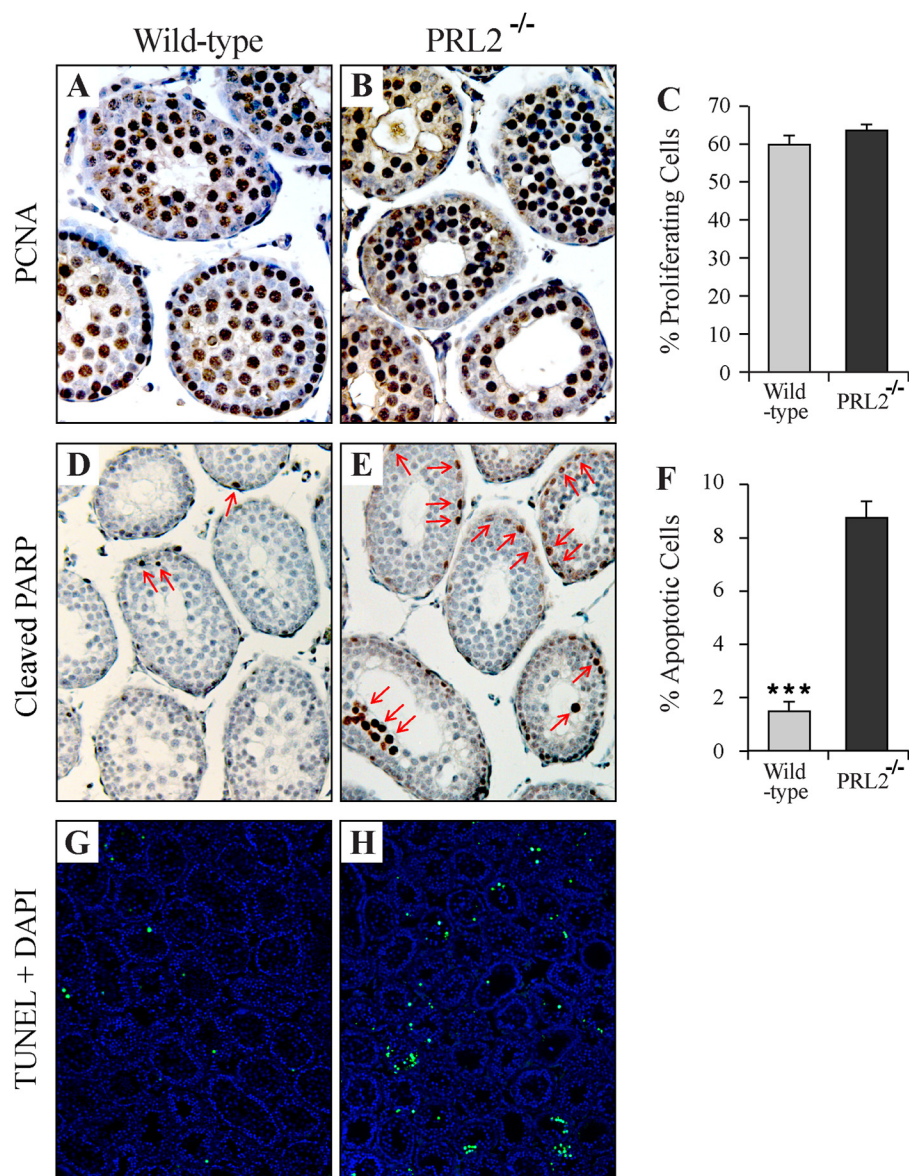 Wild-type PRL2-/-
PCNA
A
B
C
% Proliferating Cells
70
60
50
40
30
20
10
0
Wild
-type
PRL2-/-
Cleaved PARP
D
E
F
% Apoptotic Cells
10
8
6
4
2
0
***
Wild
-type
PRL2-/-
TUNEL + DAPI
G
H